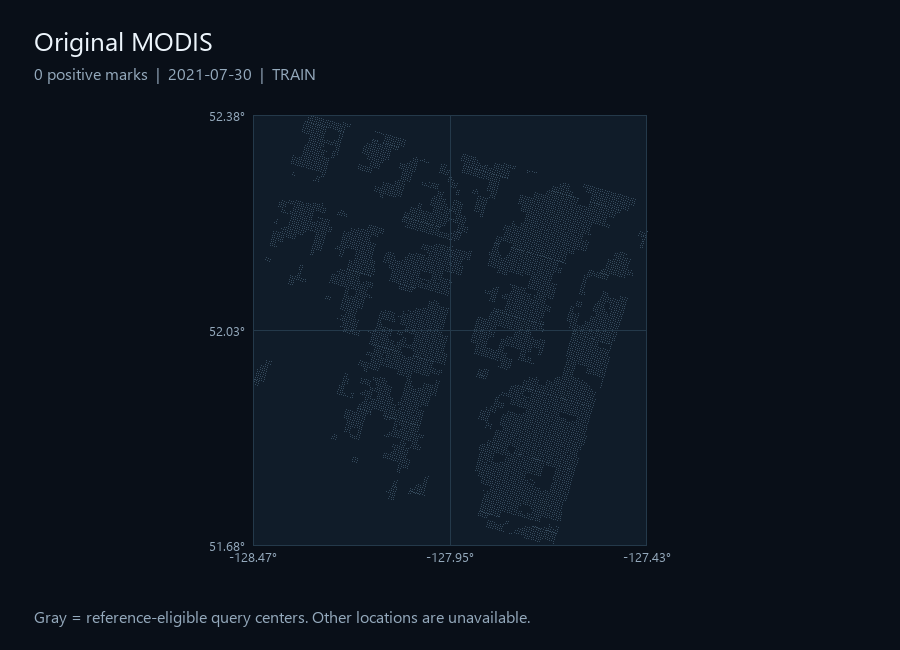 Original MODIS
0 positive marks | 2021-07-30 | TRAIN
52.38°
52.03°
51.68°
-128.47° -127.95° -127.43°
Gray = reference-eligible query centers. Other locations are unavailable.